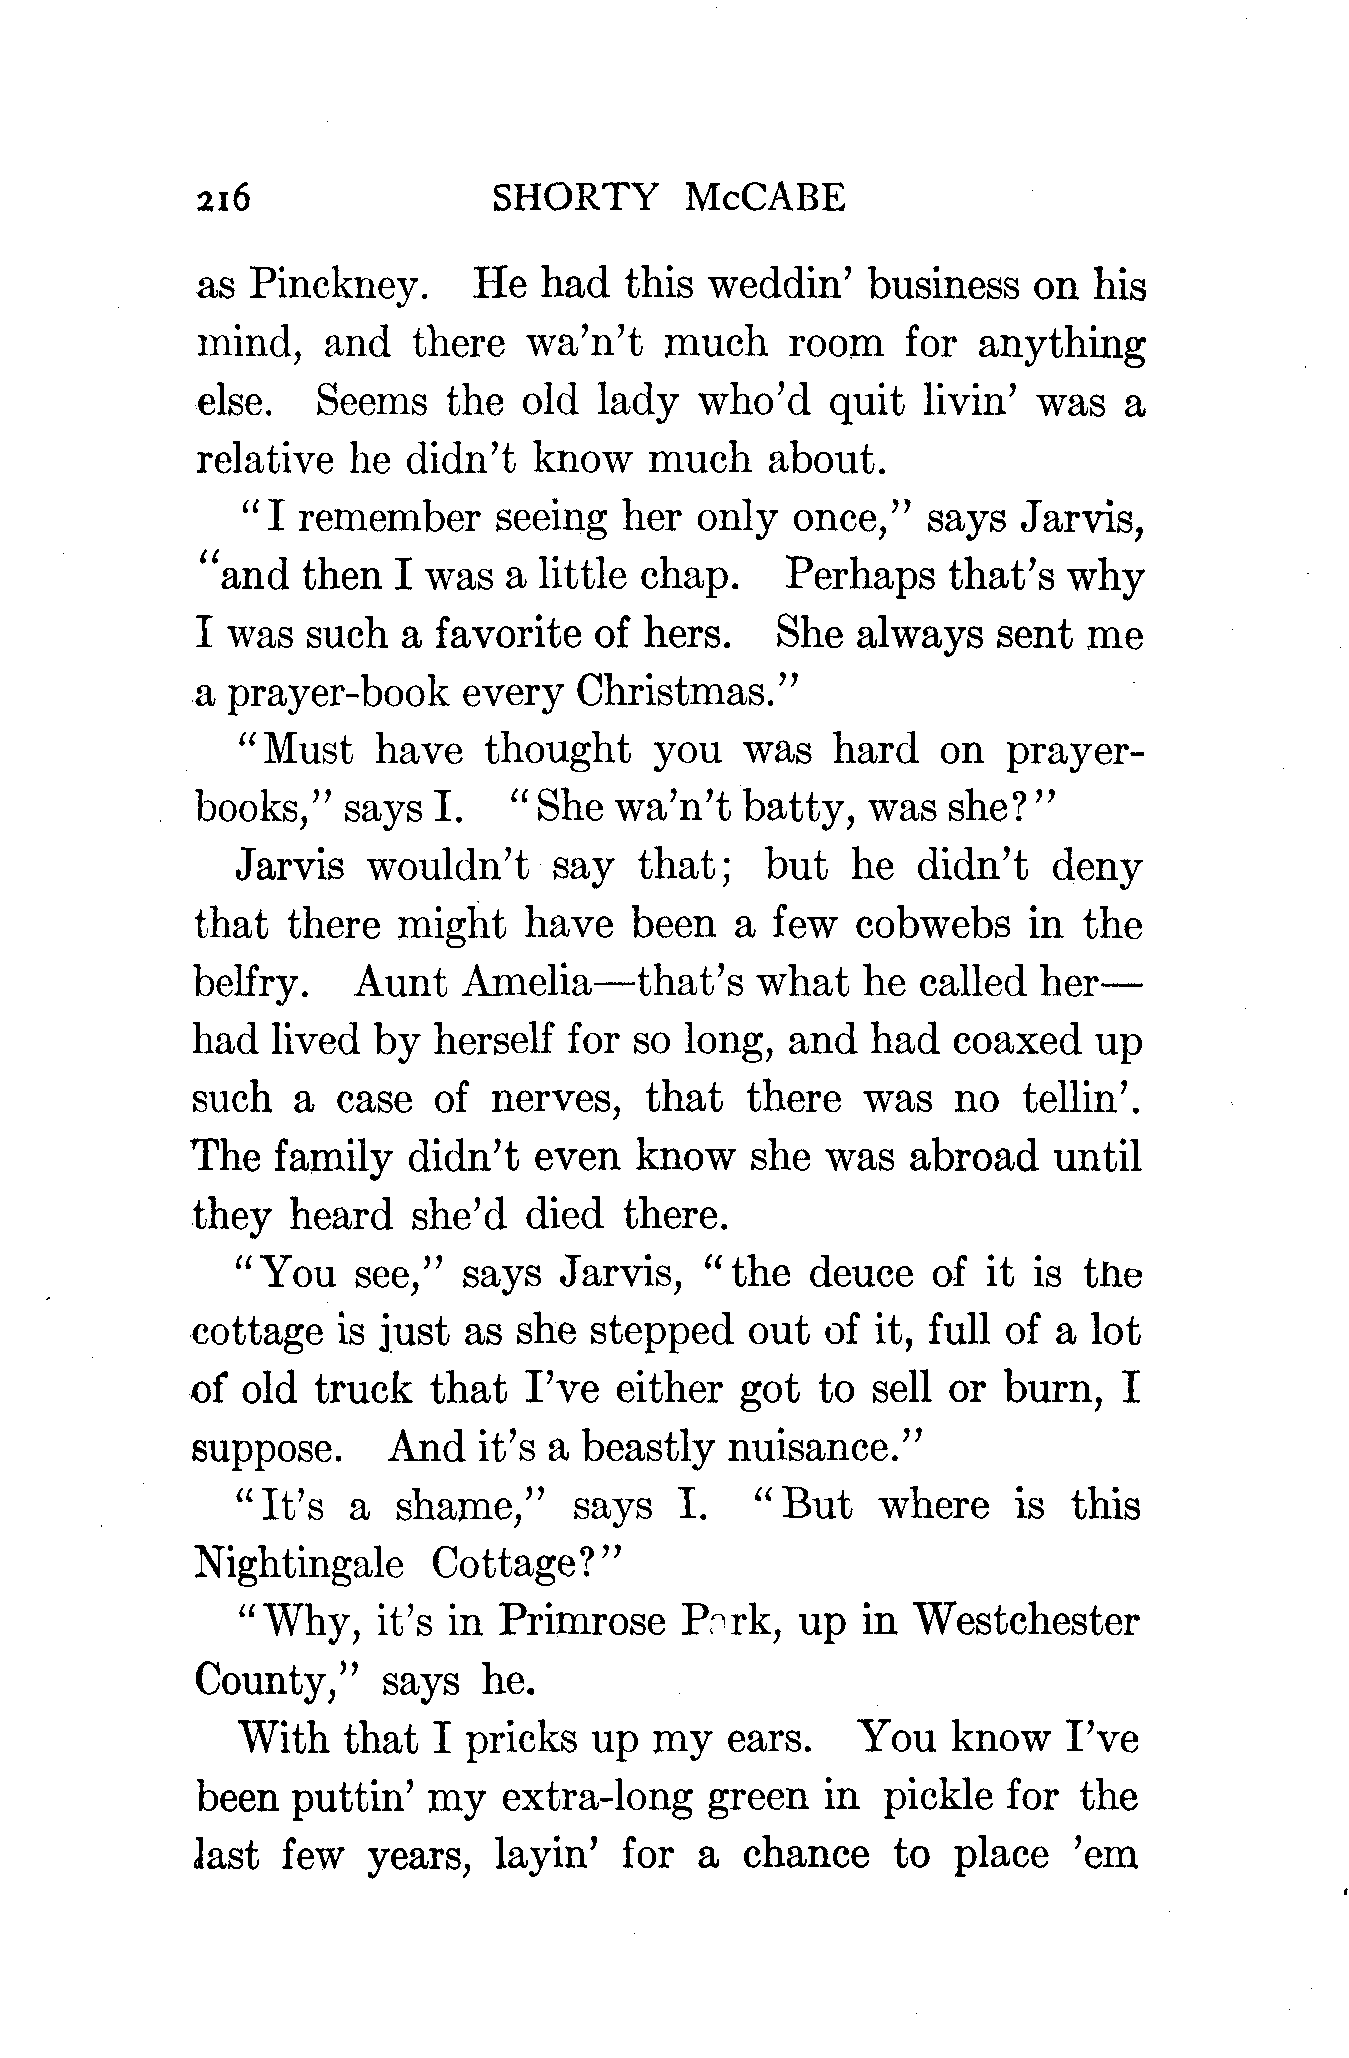 216 SHORTY McCABE
as Pinckney. He had this weddin' business on his
mind, and there wa'n't much room for anything
else. Seems the old lady who'd quit livin' was a
relative he didn't know much about.
"I remember seeing her only once," says Jarvis,
"and then I was a little chap. Perhaps that's why
I was such a favorite of hers. She always sent me
a prayer-book every Christmas."
"Must have thought you was hard on prayer-
books," says I. "She wa'n't batty, was she?"
Jarvis wouldn't say that; but he didn't deny
that there might have been a few cobwebs in the
belfry. Aunt Amelia—that's what he called her—
had lived by herself for so long, and had coaxed up
such a case of nerves, that there was no tellin'.
The family didn't even know she was abroad until
they heard she'd died there.
"You see," says Jarvis, "the deuce of it is the
cottage is just as she stepped out of it, full of a lot
of old truck that I've either got to sell or burn, I
suppose. And it's a beastly nuisance."
"It's a shame," says I. "But where is this
Nightingale Cottage?"
"Why, it's in Primrose Park, up in Westchester
County," says he.
With that I pricks up my ears. You know I've
been puttin' my extra-long green in pickle for the
last few years, layin' for a chance to place 'em